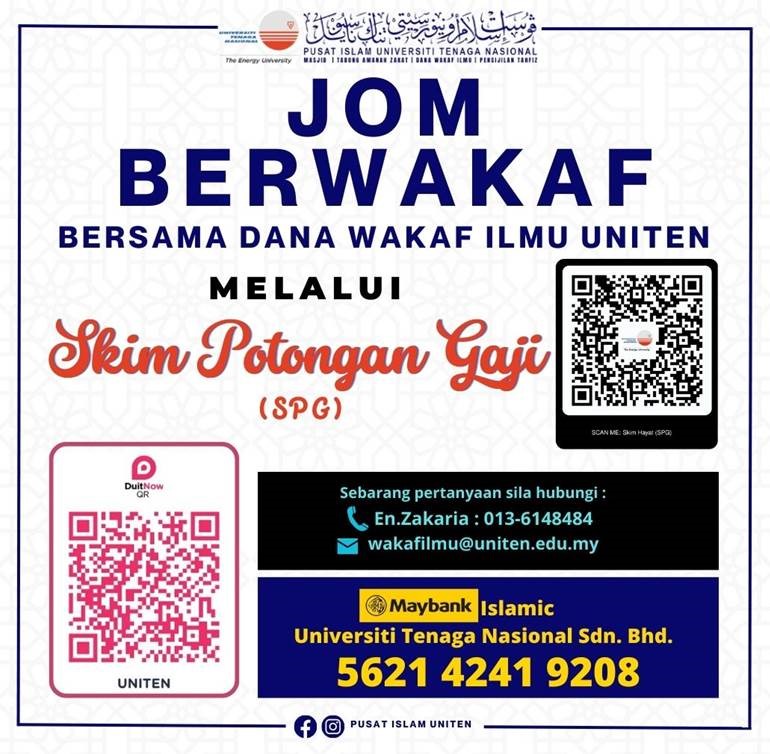 UNIVERSITI
TENAGA
NASIONAL
The Energy University
PUSAT ISLAM UNIVERSITI TENAGA NASIONAL
MASJID | TABUNG AMANAH ZAKAT | DANA WAKAF ILMU | PENGAJIAN TAHFIZ
JOM
BERWAKAF
BERSAMA DANA WAKAF ILMU UNITEN
MELALUI
Skim Potongan Gaji
(SPG)
The Energy University
SCAN ME: Skim Hayat (SPG)
DuitNow
QR
UNITEN
Sebarang pertanyaan sila hubungi :
En.Zakaria : 013-6148484
wakafilmu@uniten.edu.my
Maybank Islamic
Universiti Tenaga Nasional Sdn. Bhd.
5621 4241 9208
PUSAT ISLAM UNITEN